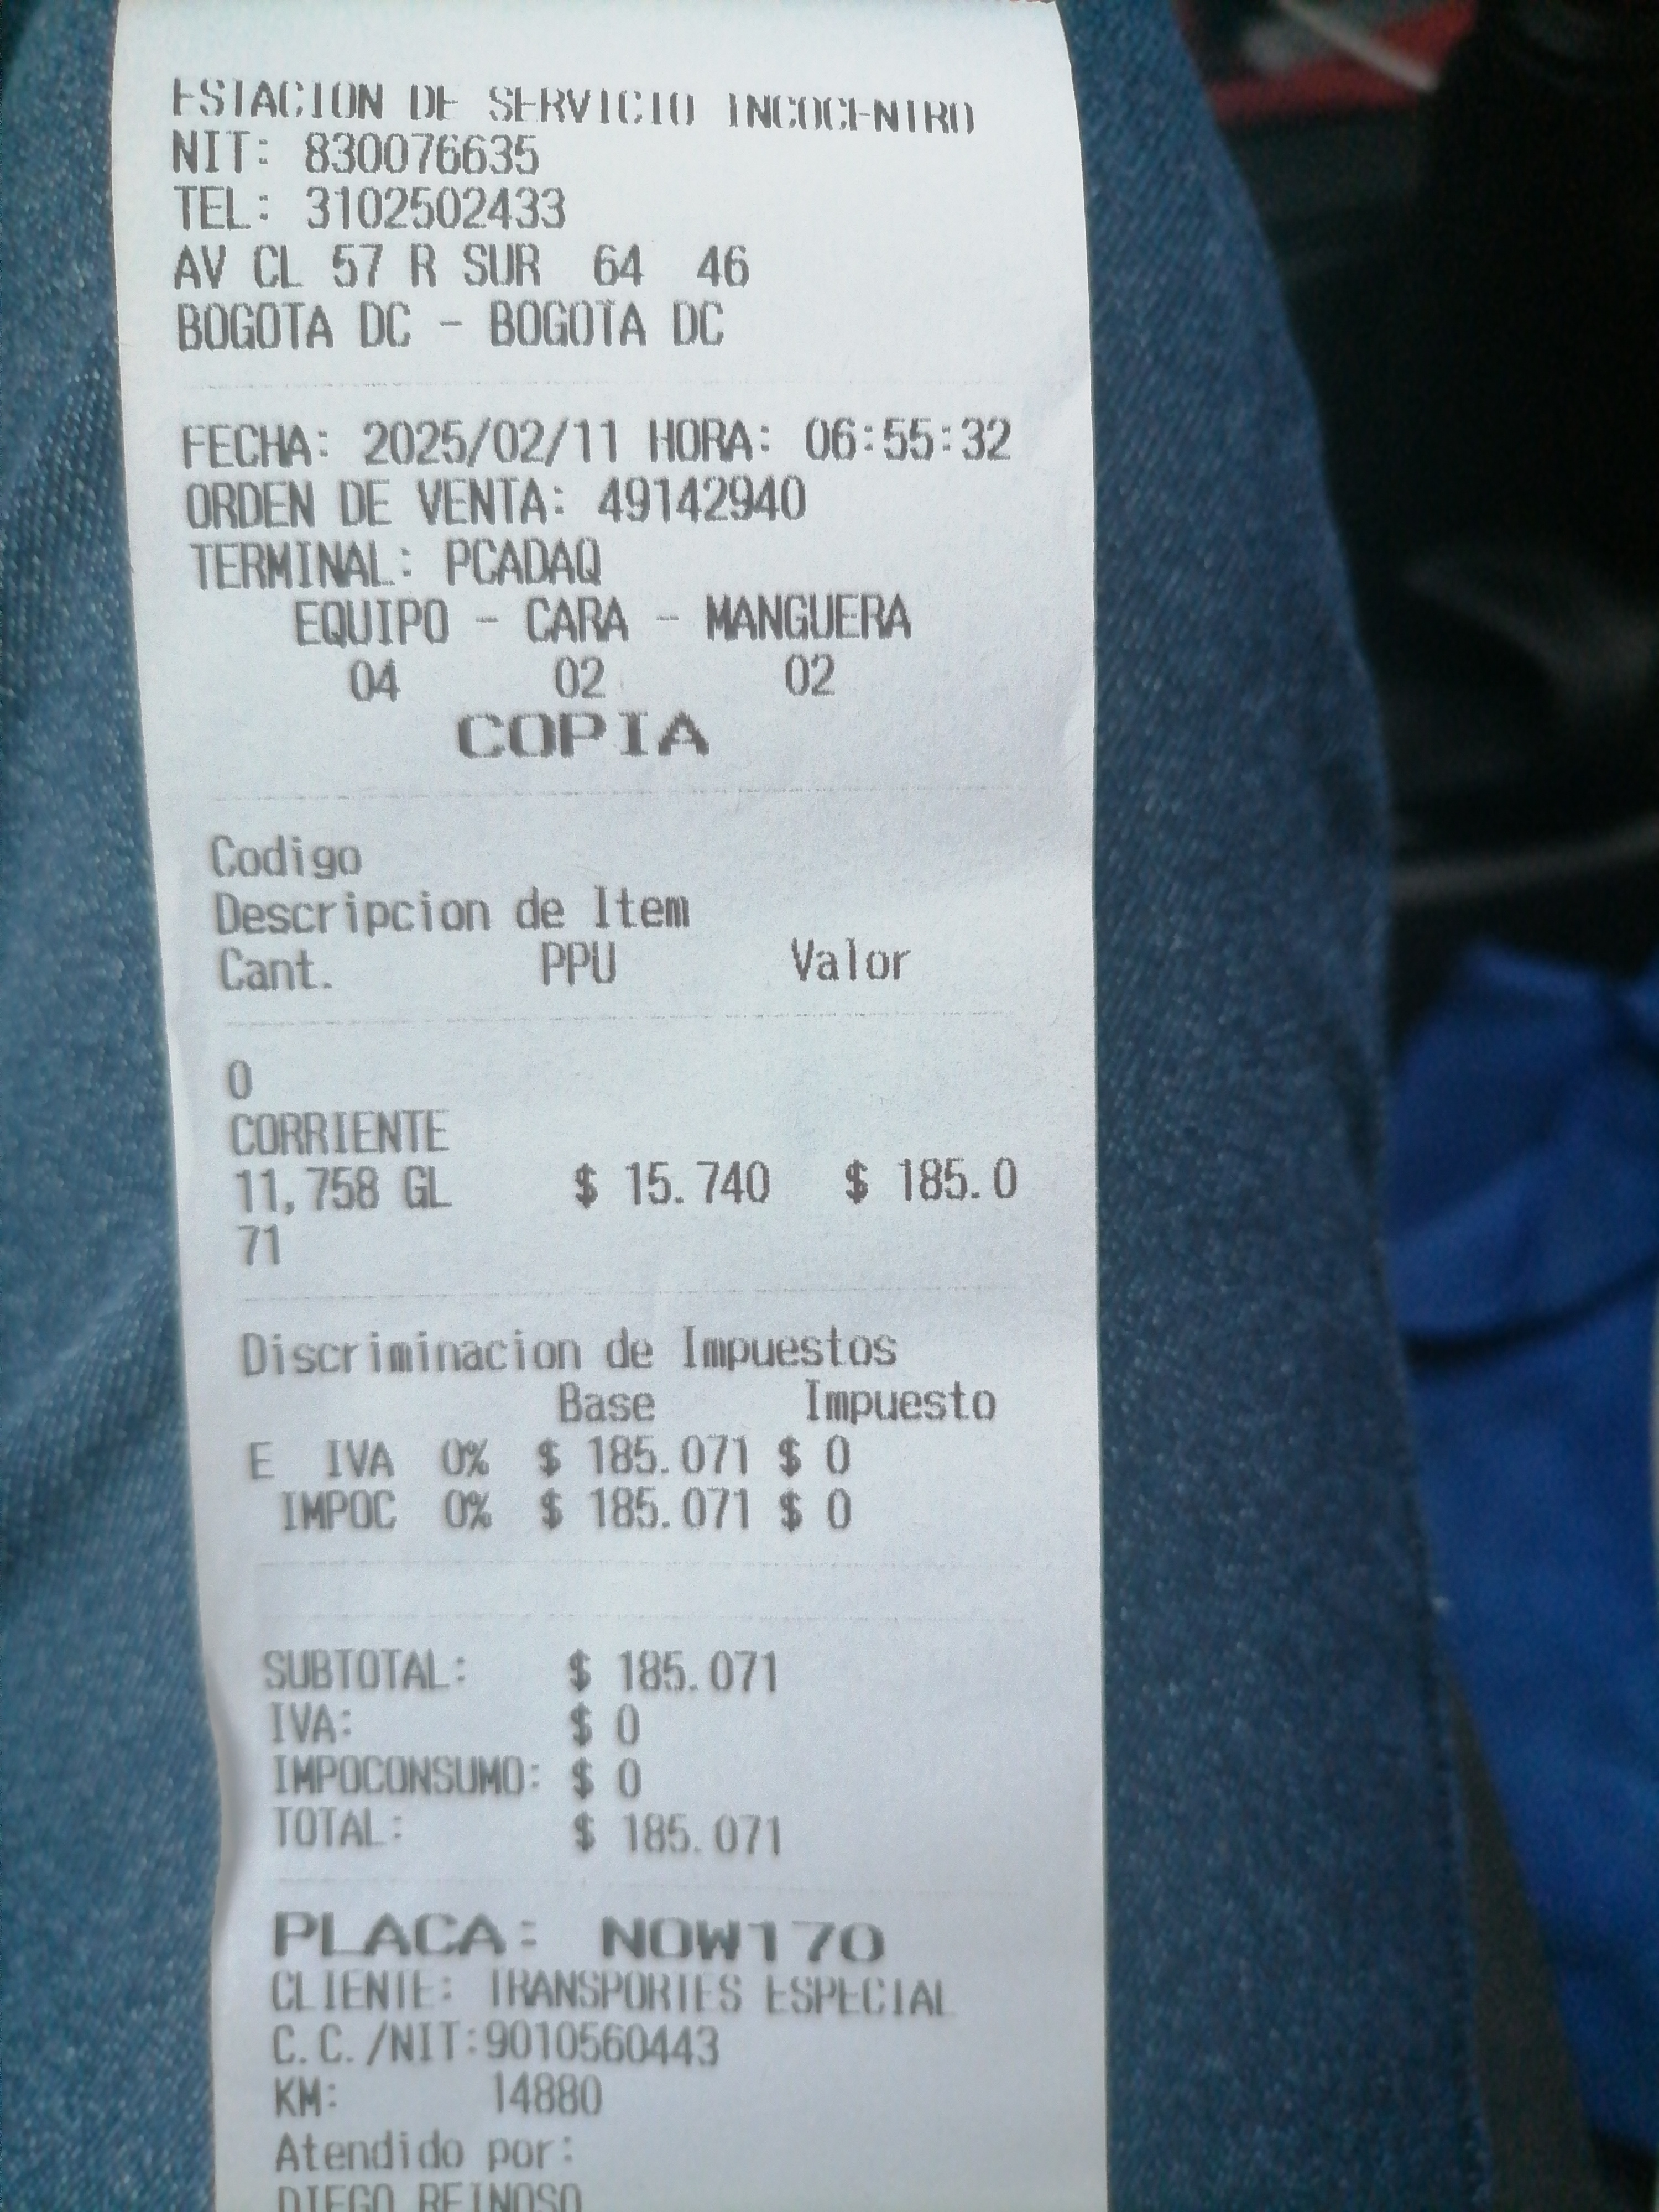 ESTACION DE SERVICIO INCOCENTRO
NIT: 830076635
TEL: 3102502433
AV CL 57 R SUR 64 46
BOGOTA DC - BOGOTA DC
FECHA: 2025/02/11 HORA: 06:55:32
ORDEN DE VENTA: 49142940
TERMINAL: PCADAQ
EQUIPO - CARA - MANGUERA
04 02 02
COPIA
Codigo
Descripcion de Item
Cant. PPU Valor
0
CORRIENTE
11,758 GL $ 15.740 $ 185.0
71
Discriminacion de Impuestos
Base Impuesto
E IVA 0% $ 185.071 $ 0
IMPOC 0% $ 185.071 $ 0
SUBTOTAL: $ 185.071
IVA: $ 0
IMPOCONSUMO: $ 0
TOTAL: $ 185.071
PLACA: NOW170
CLIENTE: TRANSPORTES ESPECIAL
C.C./NIT:9010560443
KM: 14880
Atendido por:
DIEGO REINOSO